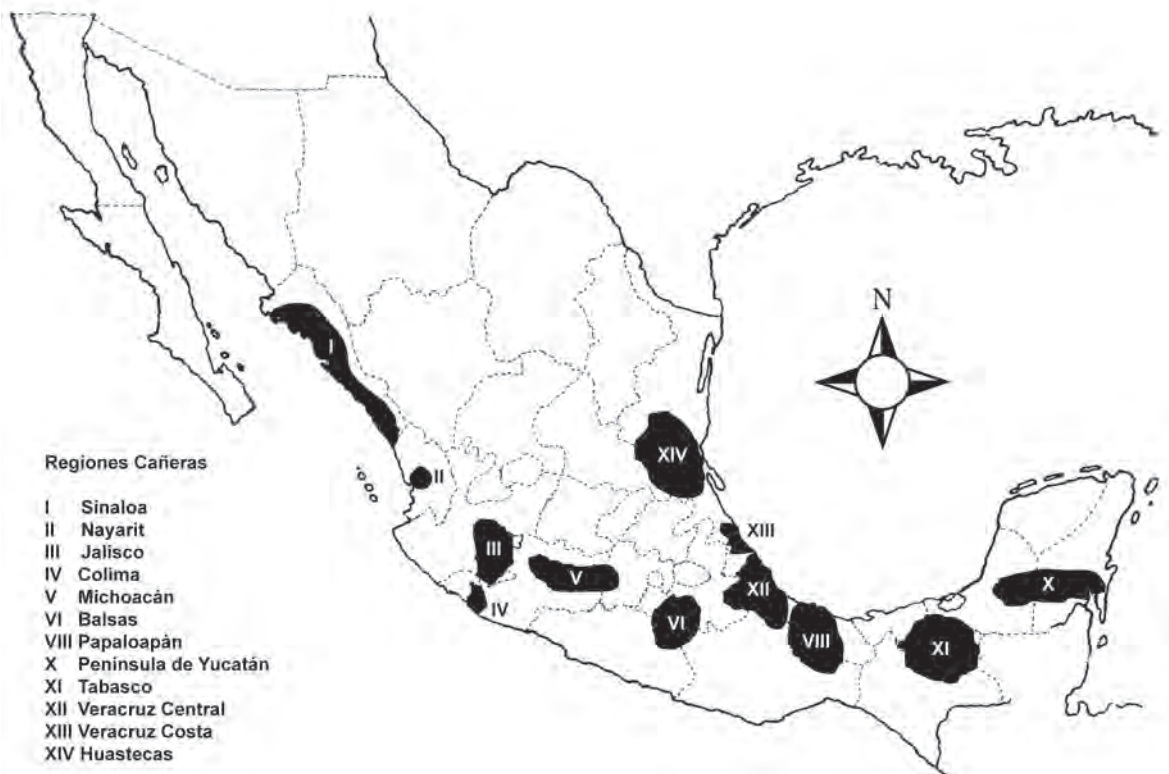 N
I
II
XIV
XIII
III
V
X
XII
IV
VI
VIII
XI
Regiones Cañeras
I Sinaloa
II Nayarit
III Jalisco
IV Colima
V Michoacán
VI Balsas
VIII Papaloapán
X Península de Yucatán
XI Tabasco
XII Veracruz Central
XIII Veracruz Costa
XIV Huastecas